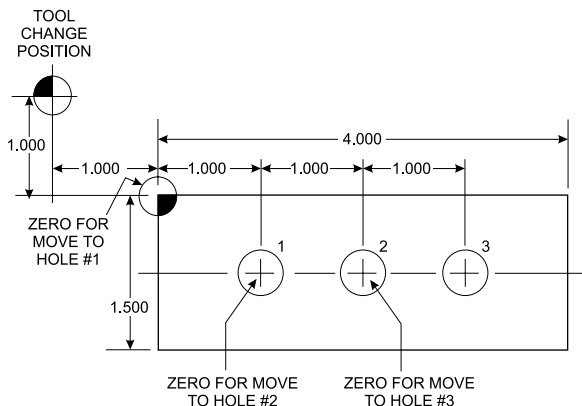 TOOL
CHANGE
POSITION
1.000
4.000
1.000
1.000
1.000
1.000
ZERO FOR
MOVE TO
HOLE #1
1
2
3
1.500
ZERO FOR MOVE
TO HOLE #2
ZERO FOR MOVE
TO HOLE #3